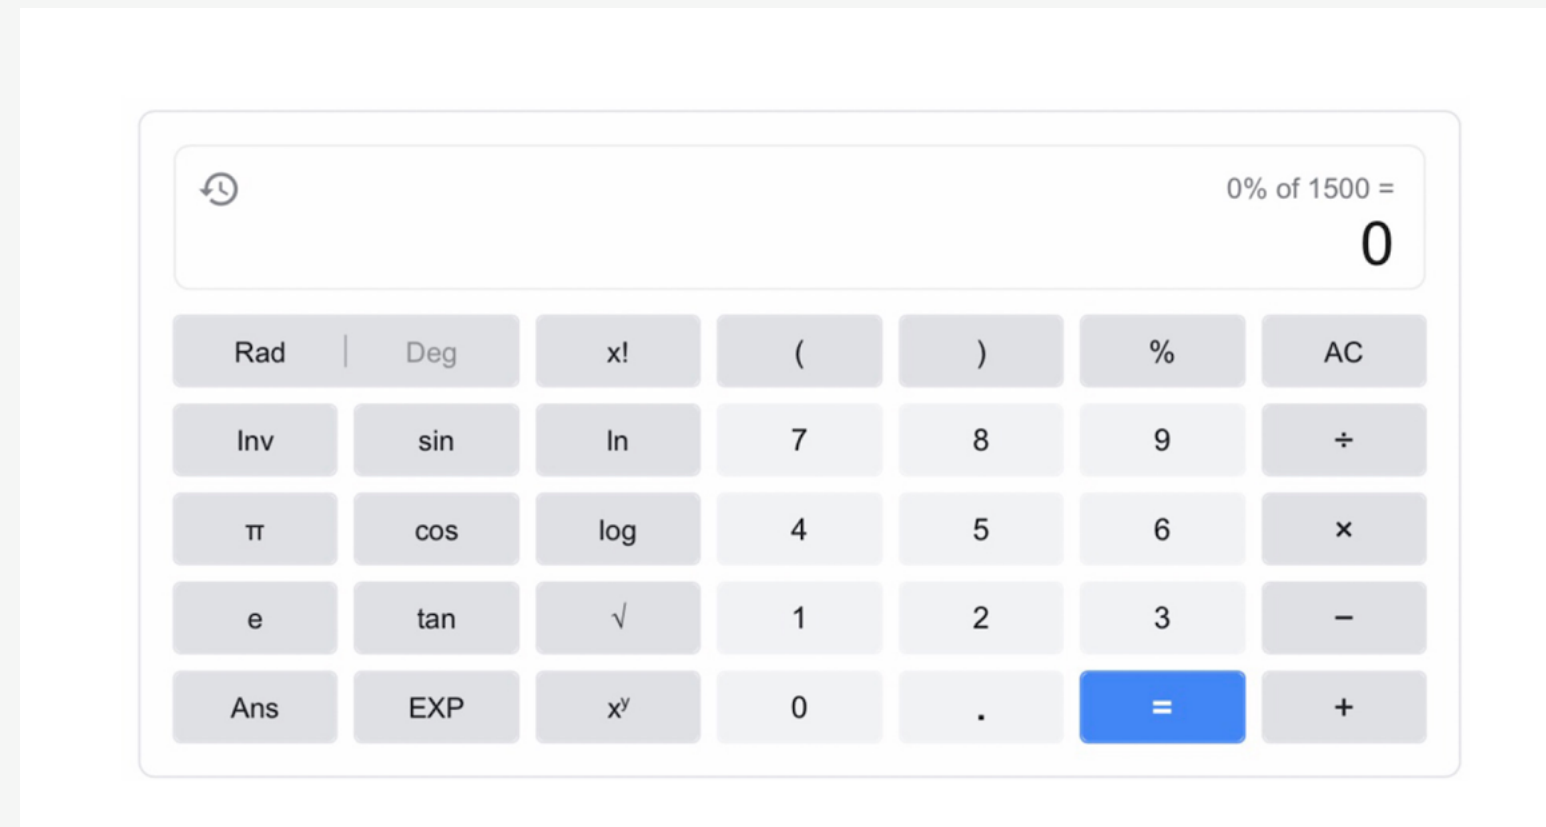 0% of 1500 =
0
Rad | Deg x! ( ) % AC
Inv sin ln 7 8 9 ÷
π cos log 4 5 6 ×
e tan √ 1 2 3 −
Ans EXP xʸ 0 . = +